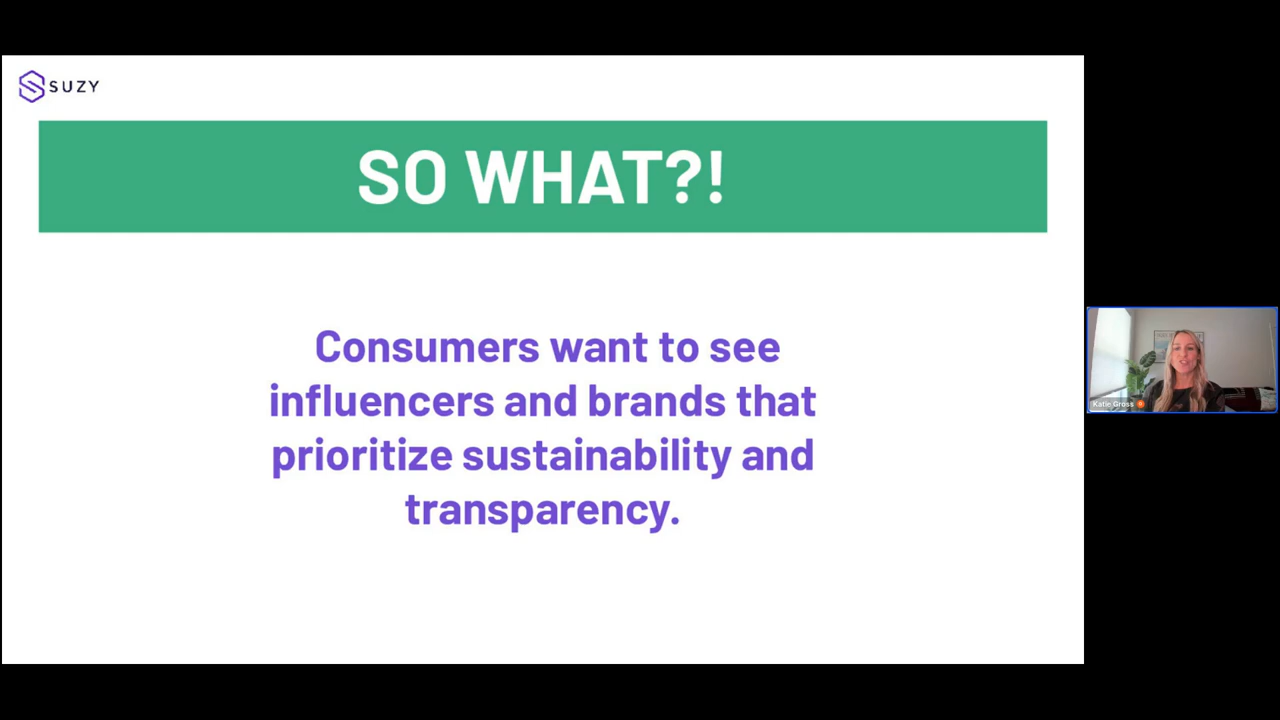 SUZY
SO WHAT?!
Consumers want to see
influencers and brands that
prioritize sustainability and
transparency.
Katie Gross